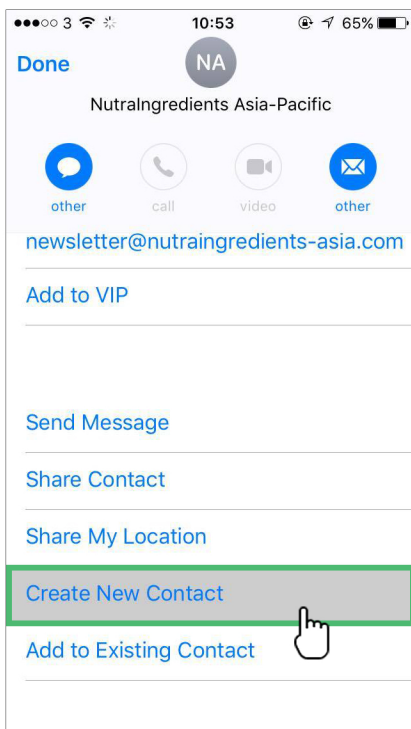 ●●●○○ 3 10:53 65%
Done
NA
NutraIngredients Asia-Pacific
other call video other
newsletter@nutraingredients-asia.com
Add to VIP
Send Message
Share Contact
Share My Location
Create New Contact
Add to Existing Contact